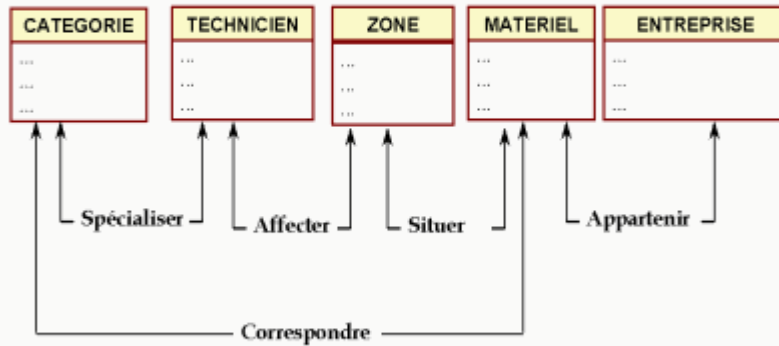 CATEGORIE TECHNICIEN ZONE MATERIEL ENTREPRISE
... ... ... ... ...
... ... ... ... ...
... ... ... ... ...
Spécialiser Affecter Situer Appartenir
Correspondre